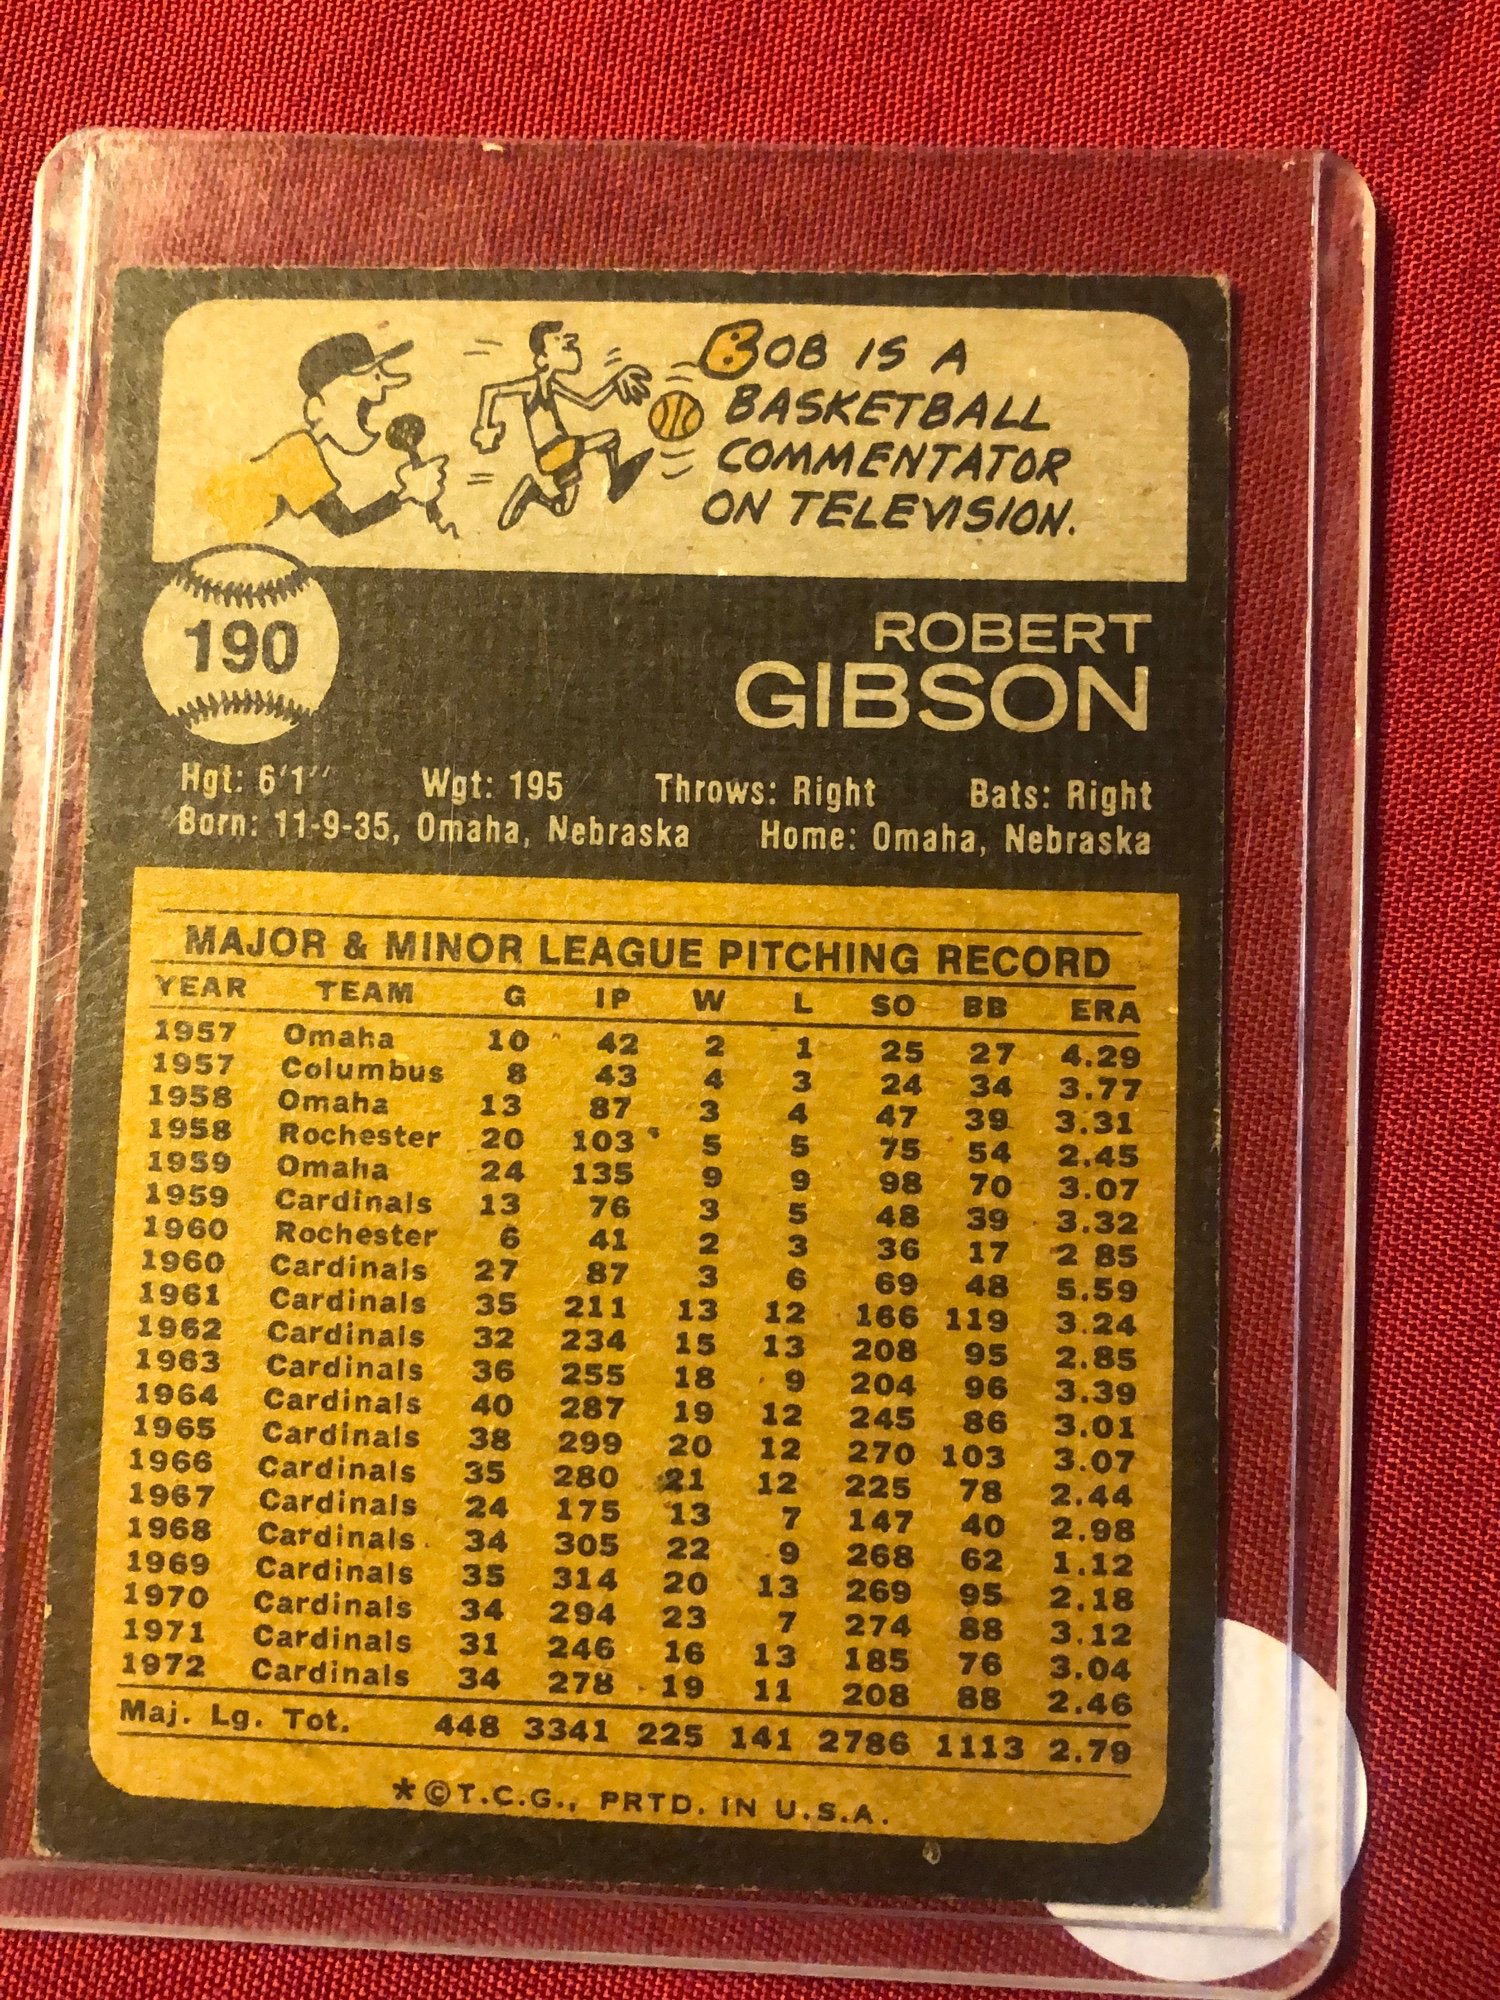 BOB IS A
BASKETBALL
COMMENTATOR
ON TELEVISION.
190
ROBERT
GIBSON
Hgt: 6'1" Wgt: 195 Throws: Right Bats: Right
Born: 11-9-35, Omaha, Nebraska Home: Omaha, Nebraska
MAJOR & MINOR LEAGUE PITCHING RECORD
YEAR TEAM G IP W L SO BB ERA
1957 Omaha 10 42 2 1 25 27 4.29
1957 Columbus 8 43 4 3 24 34 3.77
1958 Omaha 13 87 3 4 47 39 3.31
1958 Rochester 20 103 5 5 75 54 2.45
1959 Omaha 24 135 9 9 98 70 3.07
1959 Cardinals 13 76 3 5 48 39 3.32
1960 Rochester 6 41 2 3 36 17 2 85
1960 Cardinals 27 87 3 6 69 48 5.59
1961 Cardinals 35 211 13 12 166 119 3.24
1962 Cardinals 32 234 15 13 208 95 2.85
1963 Cardinals 36 255 18 9 204 96 3.39
1964 Cardinals 40 287 19 12 245 86 3.01
1965 Cardinals 38 299 20 12 270 103 3.07
1966 Cardinals 35 280 21 12 225 78 2.44
1967 Cardinals 24 175 13 7 147 40 2.98
1968 Cardinals 34 305 22 9 268 62 1.12
1969 Cardinals 35 314 20 13 269 95 2.18
1970 Cardinals 34 294 23 7 274 88 3.12
1971 Cardinals 31 246 16 13 185 76 3.04
1972 Cardinals 34 278 19 11 208 88 2.46
Maj. Lg. Tot. 448 3341 225 141 2786 1113 2.79
*©T.C.G., PRTD. IN U.S.A.